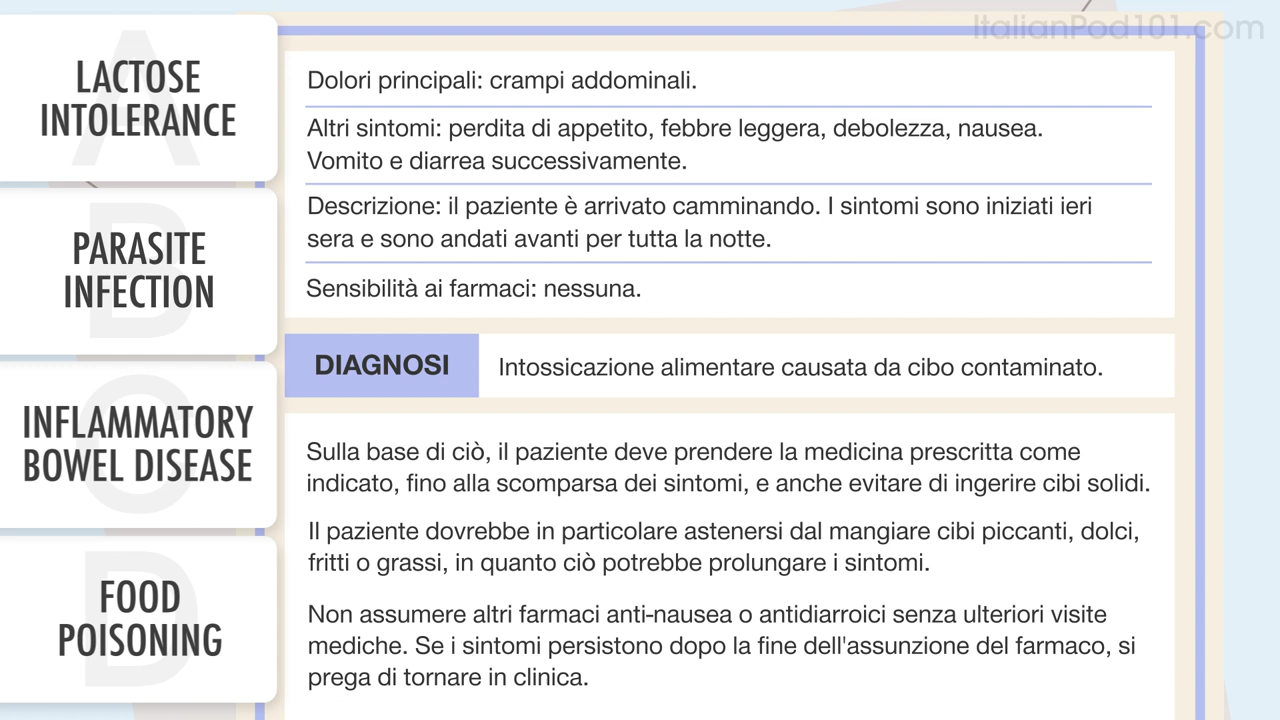 ItalianPod101.com
A
LACTOSE
INTOLERANCE
B
PARASITE
INFECTION
C
INFLAMMATORY
BOWEL DISEASE
D
FOOD
POISONING
Dolori principali: crampi addominali.
Altri sintomi: perdita di appetito, febbre leggera, debolezza, nausea.
Vomito e diarrea successivamente.
Descrizione: il paziente è arrivato camminando. I sintomi sono iniziati ieri
sera e sono andati avanti per tutta la notte.
Sensibilità ai farmaci: nessuna.
DIAGNOSI
Intossicazione alimentare causata da cibo contaminato.
Sulla base di ciò, il paziente deve prendere la medicina prescritta come
indicato, fino alla scomparsa dei sintomi, e anche evitare di ingerire cibi solidi.
Il paziente dovrebbe in particolare astenersi dal mangiare cibi piccanti, dolci,
fritti o grassi, in quanto ciò potrebbe prolungare i sintomi.
Non assumere altri farmaci anti-nausea o antidiarroici senza ulteriori visite
mediche. Se i sintomi persistono dopo la fine dell'assunzione del farmaco, si
prega di tornare in clinica.